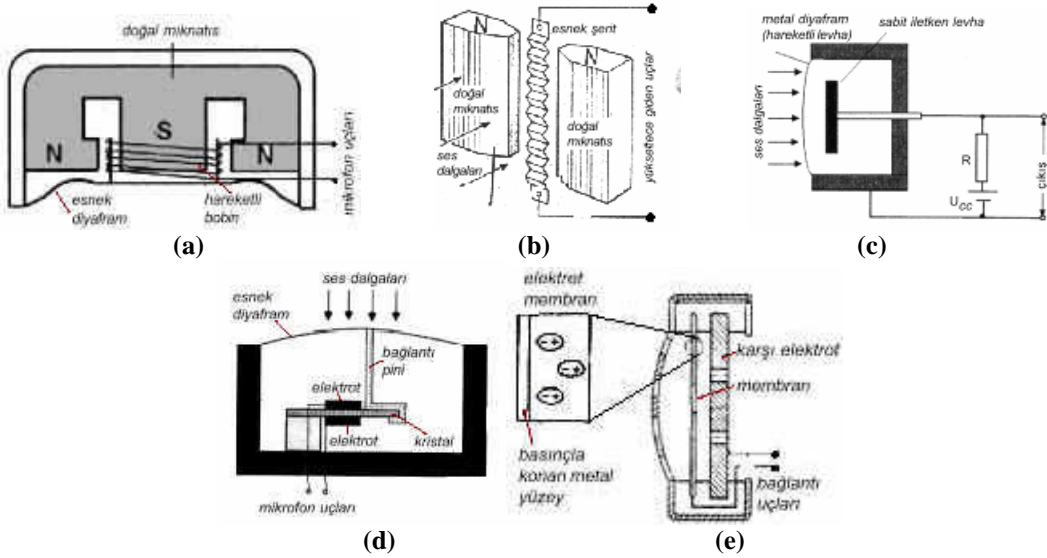 doğal mıknatıs
S
N
N
esnek
diyafram
hareketli
bobin
mikrofon uçları
(a)
N
esnek şerit
N
doğal
mıknatıs
doğal
mıknatıs
ses
dalgaları
yükseltece giden uçlar
(b)
metal diyafram
(hareketli levha)
sabit iletken levha
ses dalgaları
R
Ucc
çıkış
(c)
ses dalgaları
esnek
diyafram
bağlantı
pini
elektrot
elektrot
kristal
mikrofon uçları
(d)
elektret
membran
karşı elektrot
membran
basınçla
konan metal
yüzey
bağlantı
uçları
(e)